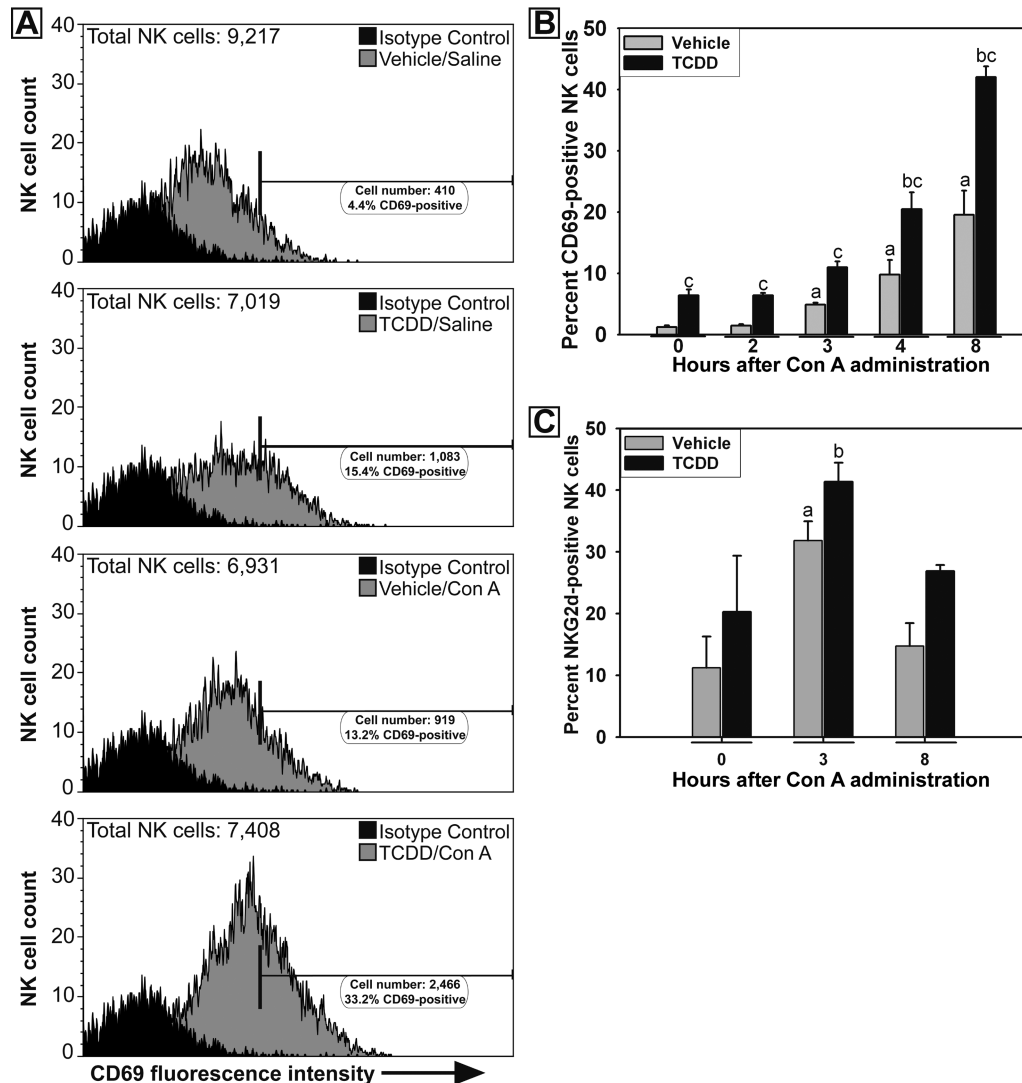 A
40
Total NK cells: 9,217
Isotype Control
Vehicle/Saline
30
20
10
0
NK cell count
Cell number: 410
4.4% CD69-positive
40
Total NK cells: 7,019
Isotype Control
TCDD/Saline
30
20
10
0
NK cell count
Cell number: 1,083
15.4% CD69-positive
40
Total NK cells: 6,931
Isotype Control
Vehicle/Con A
30
20
10
0
NK cell count
Cell number: 919
13.2% CD69-positive
40
Total NK cells: 7,408
Isotype Control
TCDD/Con A
30
20
10
0
NK cell count
Cell number: 2,466
33.2% CD69-positive
CD69 fluorescence intensity
B
50
40
30
20
10
0
Percent CD69-positive NK cells
Vehicle
TCDD
c
c
a
c
a
bc
a
bc
0 2 3 4 8
Hours after Con A administration
C
50
40
30
20
10
0
Percent NKG2d-positive NK cells
Vehicle
TCDD
a
b
0 3 8
Hours after Con A administration